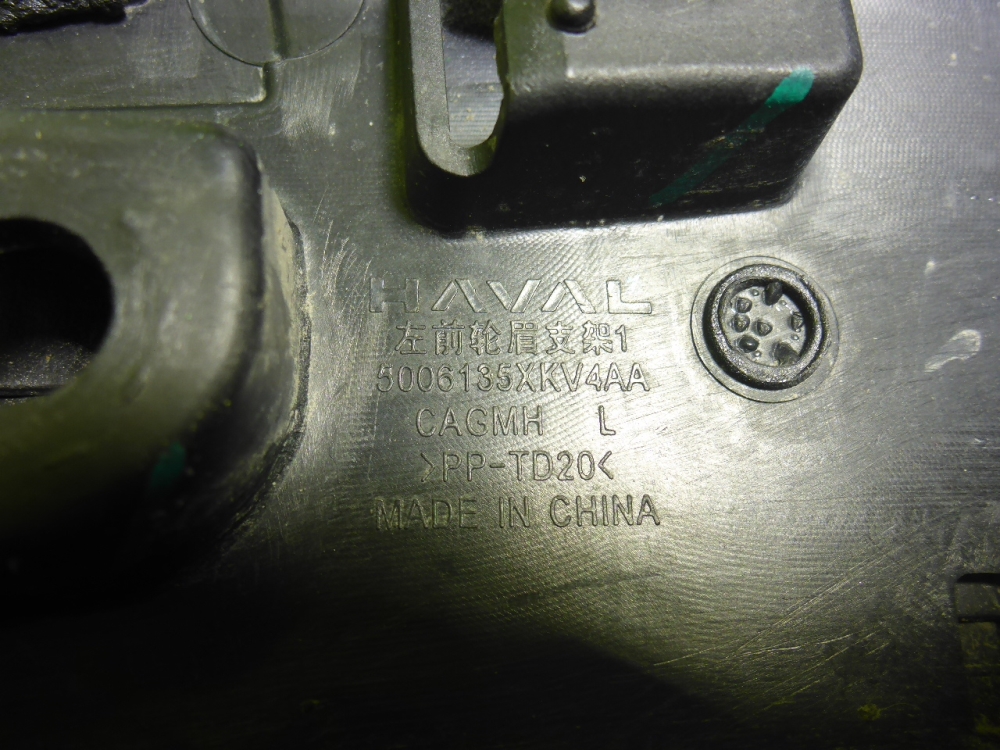 HAVAL
左前轮眉支架1
5006135XKV4AA
CAGMH L
>PP-TD20<
MADE IN CHINA